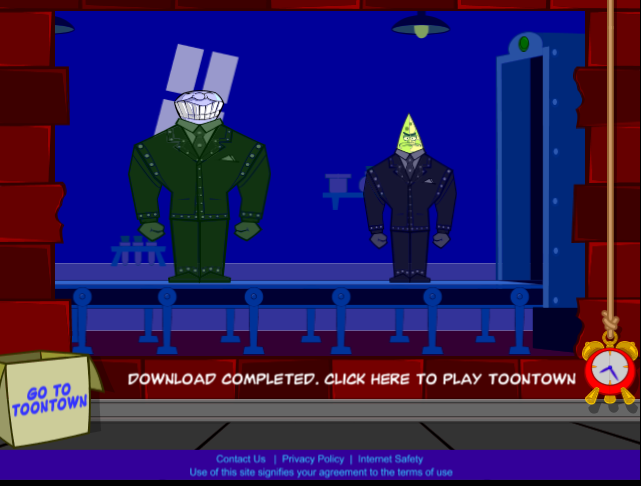 DOWNLOAD COMPLETED. CLICK HERE TO PLAY TOONTOWN
GO TO
TOONTOWN
Contact Us | Privacy Policy | Internet Safety
Use of this site signifies your agreement to the terms of use